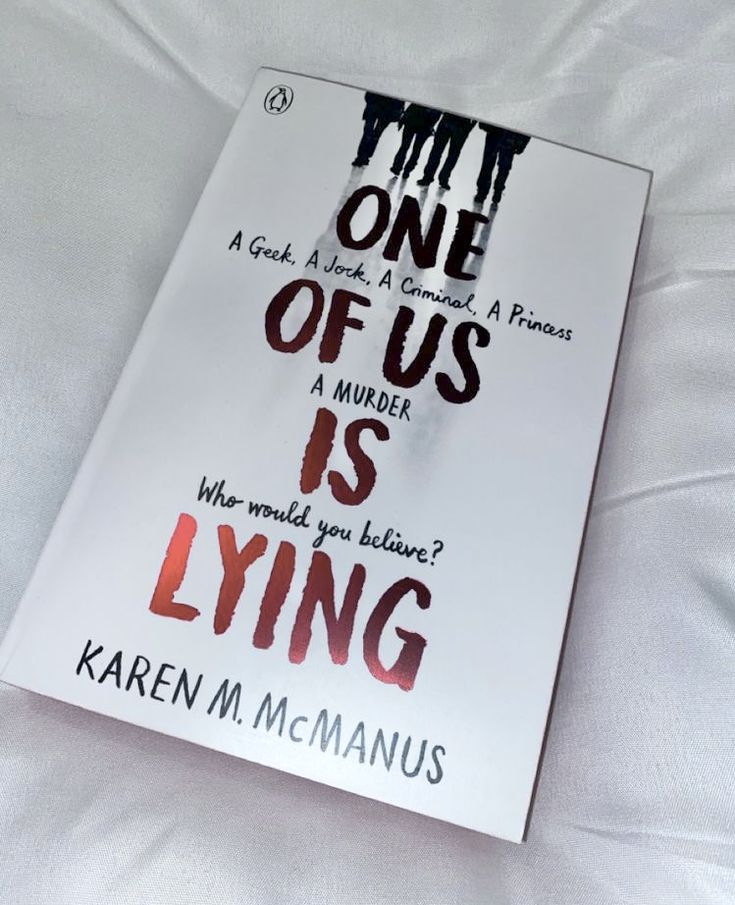 ONE
A Geek, A Jock, A Criminal, A Princess
OF US
A MURDER
IS
Who would you believe?
LYING
KAREN M. McMANUS